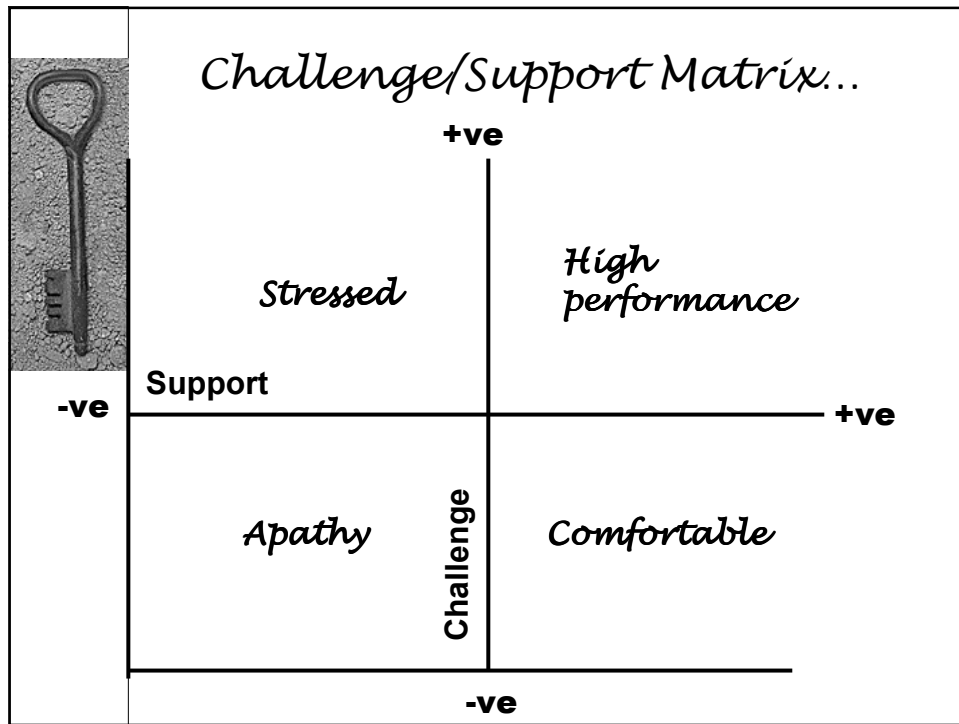 Challenge/Support Matrix...
+ve
Stressed
High
performance
Support
-ve
+ve
Apathy
Challenge
Comfortable
-ve